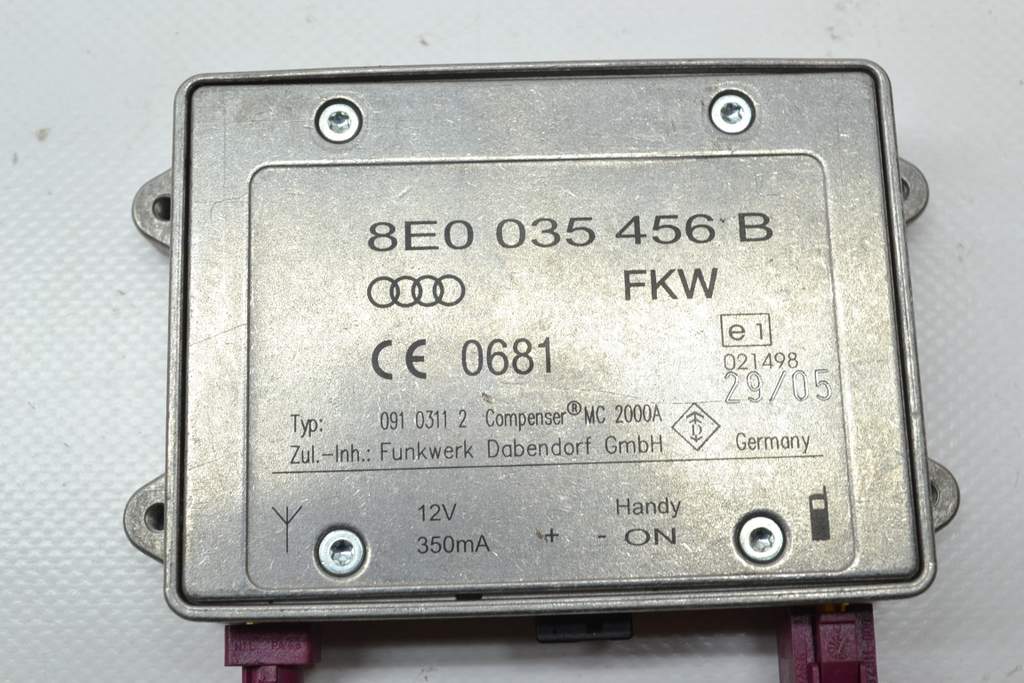 8E0 035 456 B
FKW
CE 0681
e 1
021498
29/05
Typ: 091 0311 2 Compenser® MC 2000A
Zul.-Inh.: Funkwerk Dabendorf GmbH
D
Germany
12V
350mA
+ -
Handy
ON